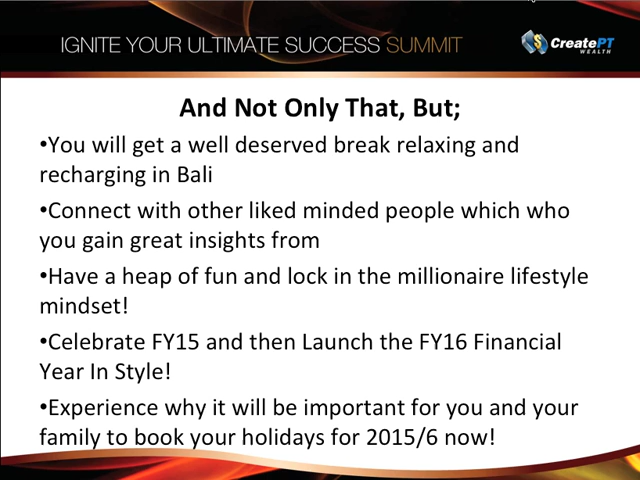 IGNITE YOUR ULTIMATE SUCCESS SUMMIT
CreatePT
WEALTH
And Not Only That, But;
•You will get a well deserved break relaxing and
recharging in Bali
•Connect with other liked minded people which who
you gain great insights from
•Have a heap of fun and lock in the millionaire lifestyle
mindset!
•Celebrate FY15 and then Launch the FY16 Financial
Year In Style!
•Experience why it will be important for you and your
family to book your holidays for 2015/6 now!